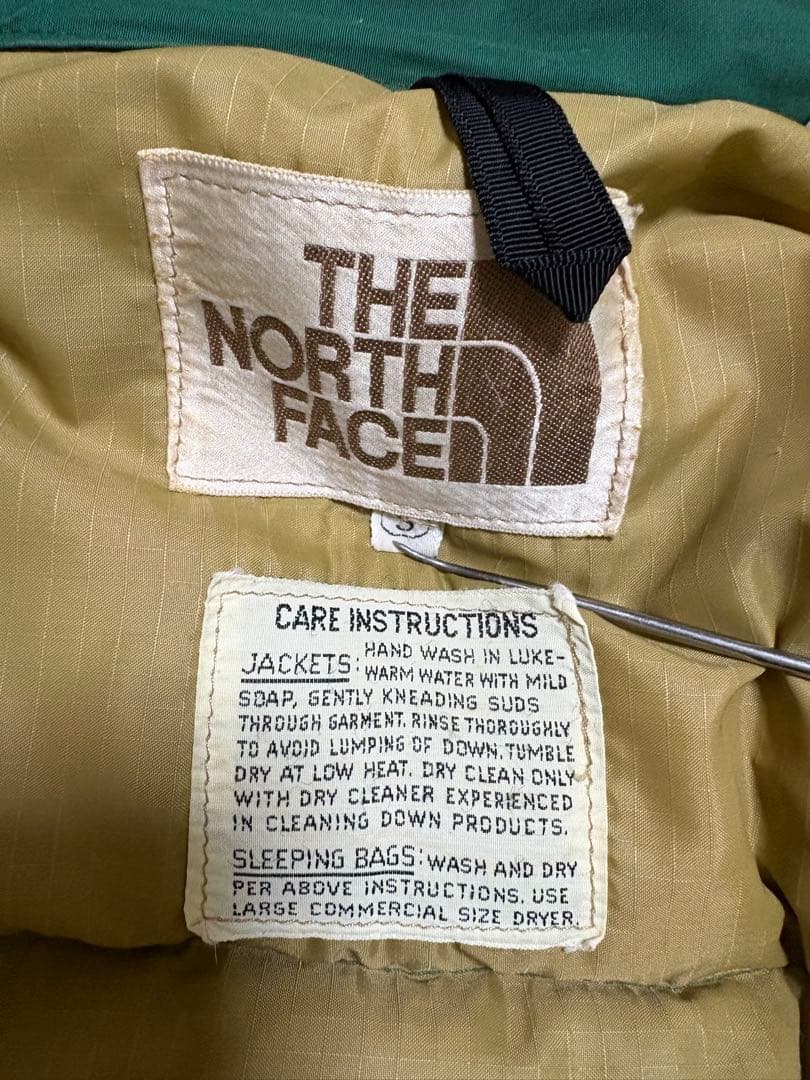 THE
NORTH
FACE
S
CARE INSTRUCTIONS
JACKETS: HAND WASH IN LUKE-
WARM WATER WITH MILD
SOAP, GENTLY KNEADING SUDS
THROUGH GARMENT. RINSE THOROUGHLY
TO AVOID LUMPING OF DOWN. TUMBLE
DRY AT LOW HEAT. DRY CLEAN ONLY
WITH DRY CLEANER EXPERIENCED
IN CLEANING DOWN PRODUCTS.
SLEEPING BAGS: WASH AND DRY
PER ABOVE INSTRUCTIONS. USE
LARGE COMMERCIAL SIZE DRYER.